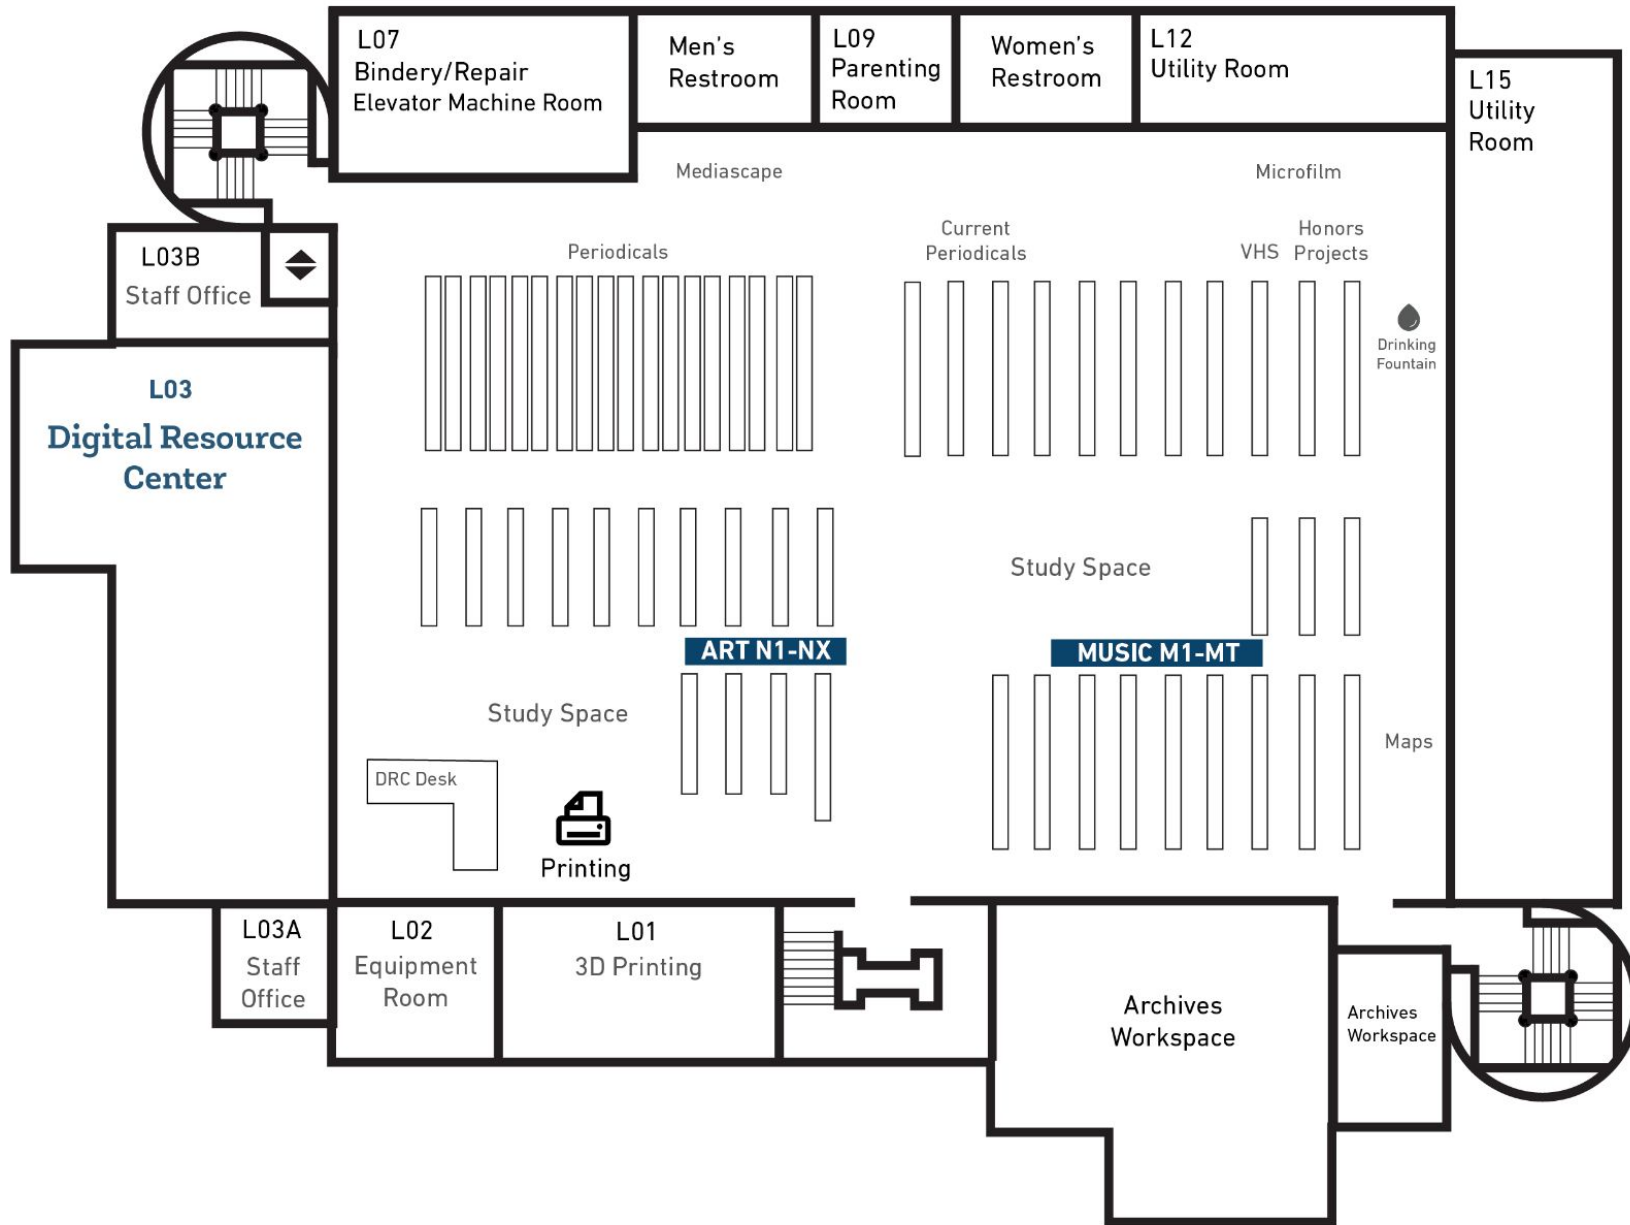 L07
Bindery/Repair
Elevator Machine Room
Men's
Restroom
L09
Parenting
Room
Women's
Restroom
L12
Utility Room
L15
Utility
Room
Mediascape
Microfilm
Periodicals
Current
Periodicals
VHS
Honors
Projects
L03B
Staff Office
Drinking
Fountain
L03
Digital Resource
Center
Study Space
ART N1-NX
MUSIC M1-MT
Study Space
Maps
DRC Desk
Printing
L03A
Staff
Office
L02
Equipment
Room
L01
3D Printing
Archives
Workspace
Archives
Workspace